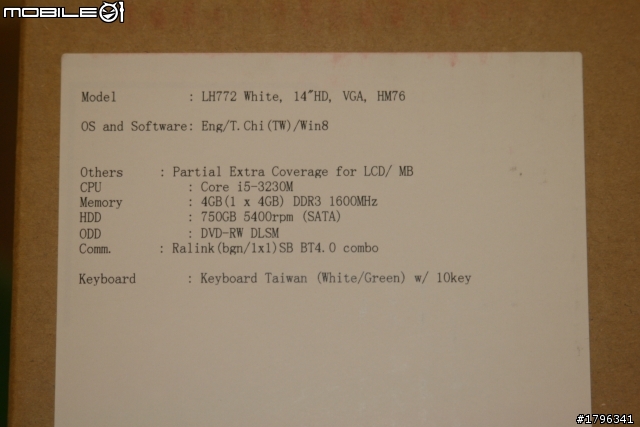 MOBILE01
Model : LH772 White, 14"HD, VGA, HM76
OS and Software: Eng/T.Chi(TW)/Win8
Others : Partial Extra Coverage for LCD/ MB
CPU : Core i5-3230M
Memory : 4GB(1 x 4GB) DDR3 1600MHz
HDD : 750GB 5400rpm (SATA)
ODD : DVD-RW DLSM
Comm. : Ralink(bgn/1x1)SB BT4.0 combo
Keyboard : Keyboard Taiwan (White/Green) w/ 10key
#1796341